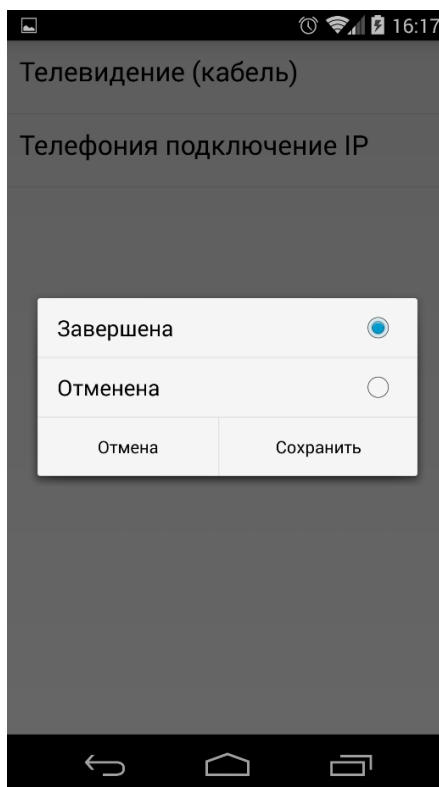 16:17
Телевидение (кабель)
Телефония подключение IP
Завершена
Отменена
Отмена
Сохранить